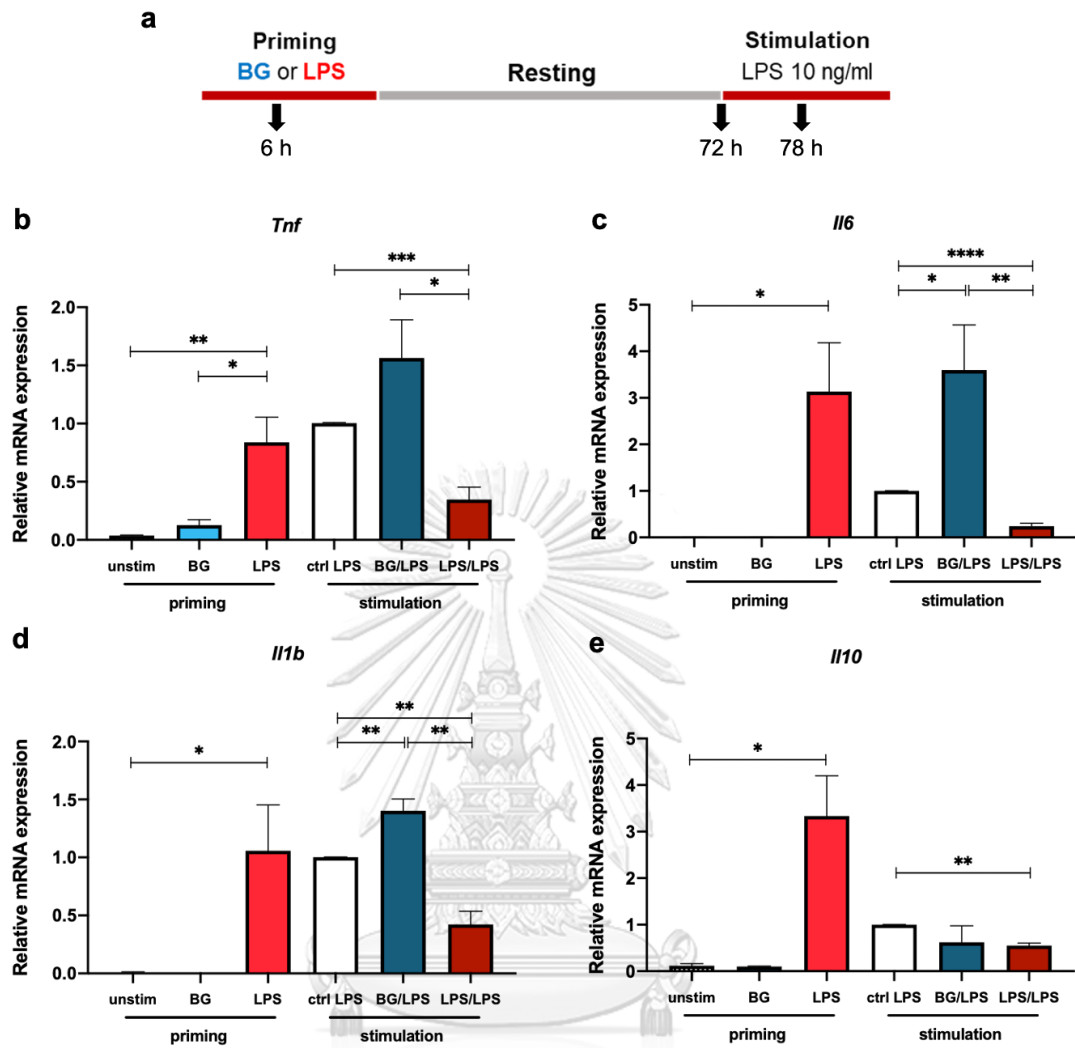 a
Priming
BG or LPS
Resting
Stimulation
LPS 10 ng/ml
6 h
72 h
78 h
b
Tnf
Relative mRNA expression
2.0
1.5
1.0
0.5
0.0
**
*
***
*
unstim BG LPS ctrl LPS BG/LPS LPS/LPS
priming stimulation
c
Il6
Relative mRNA expression
5
4
3
2
1
0
*
****
* **
unstim BG LPS ctrl LPS BG/LPS LPS/LPS
priming stimulation
d
Il1b
Relative mRNA expression
2.0
1.5
1.0
0.5
0.0
*
**
** **
unstim BG LPS ctrl LPS BG/LPS LPS/LPS
priming stimulation
e
Il10
Relative mRNA expression
5
4
3
2
1
0
*
**
unstim BG LPS ctrl LPS BG/LPS LPS/LPS
priming stimulation